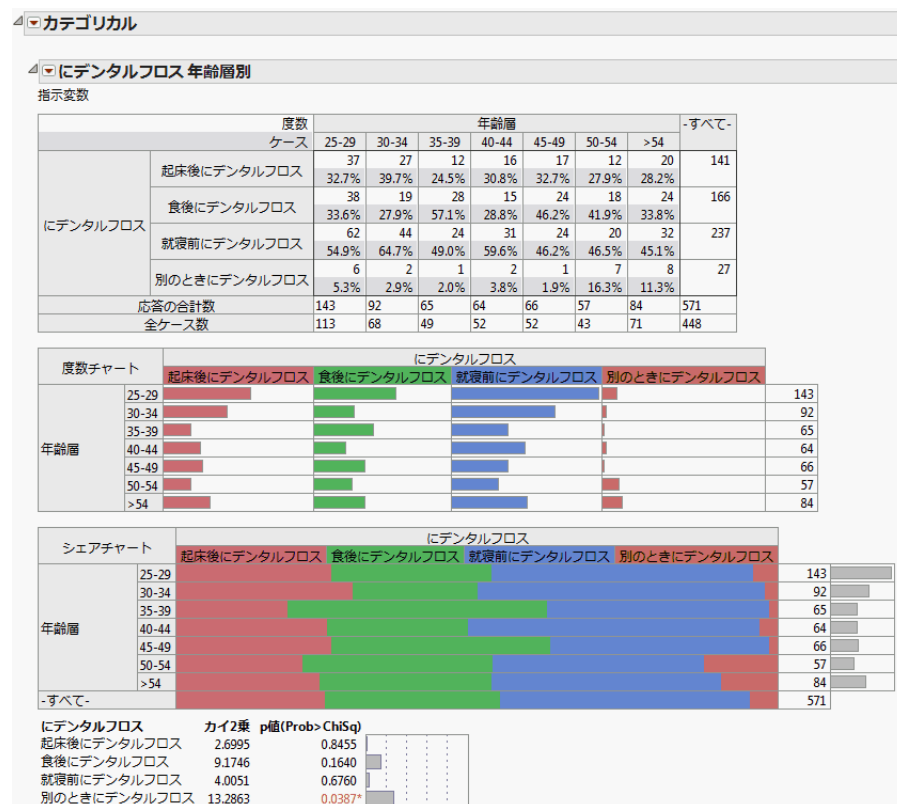 カテゴリカル
にデンタルフロス 年齢層別
指示変数
度数 年齢層 -すべて-
ケース 25-29 30-34 35-39 40-44 45-49 50-54 >54
にデンタルフロス
起床後にデンタルフロス 37 27 12 16 17 12 20 141
32.7% 39.7% 24.5% 30.8% 32.7% 27.9% 28.2%
食後にデンタルフロス 38 19 28 15 24 18 24 166
33.6% 27.9% 57.1% 28.8% 46.2% 41.9% 33.8%
就寝前にデンタルフロス 62 44 24 31 24 20 32 237
54.9% 64.7% 49.0% 59.6% 46.2% 46.5% 45.1%
別のときにデンタルフロス 6 2 1 2 1 7 8 27
5.3% 2.9% 2.0% 3.8% 1.9% 16.3% 11.3%
応答の合計数 143 92 65 64 66 57 84 571
全ケース数 113 68 49 52 52 43 71 448
度数チャート にデンタルフロス
起床後にデンタルフロス 食後にデンタルフロス 就寝前にデンタルフロス 別のときにデンタルフロス
年齢層
25-29 143
30-34 92
35-39 65
40-44 64
45-49 66
50-54 57
>54 84
シェアチャート にデンタルフロス
起床後にデンタルフロス 食後にデンタルフロス 就寝前にデンタルフロス 別のときにデンタルフロス
年齢層
25-29 143
30-34 92
35-39 65
40-44 64
45-49 66
50-54 57
>54 84
-すべて- 571
にデンタルフロス カイ2乗 p値(Prob>ChiSq)
起床後にデンタルフロス 2.6995 0.8455
食後にデンタルフロス 9.1746 0.1640
就寝前にデンタルフロス 4.0051 0.6760
別のときにデンタルフロス 13.2863 0.0387*